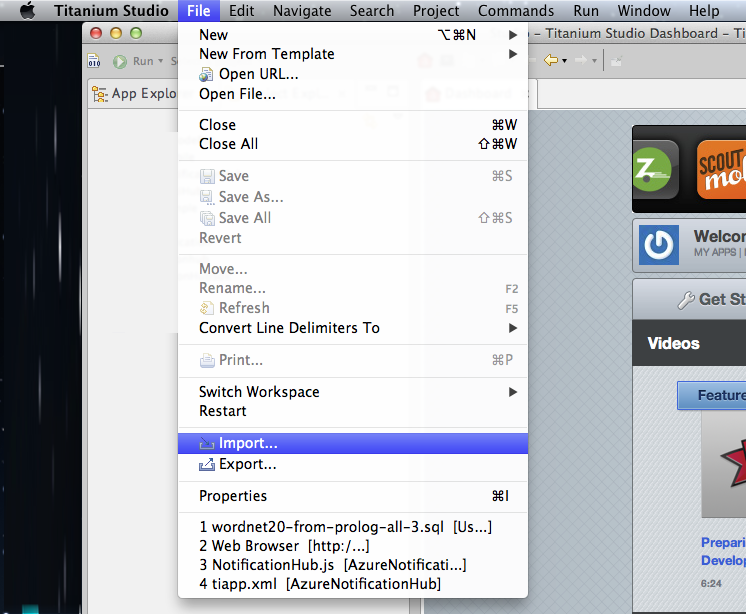 Titanium Studio File Edit Navigate Search Project Commands Run Window Help
– Titanium Studio Dashboard – Ti
010 Run
App Explo
New ⌥⌘N
New From Template
Open URL...
Open File...
Close ⌘W
Close All ⇧⌘W
Save ⌘S
Save As...
Save All ⇧⌘S
Revert
Move...
Rename... F2
Refresh F5
Convert Line Delimiters To
Print... ⌘P
Switch Workspace
Restart
Import...
Export...
Properties ⌘I
1 wordnet20-from-prolog-all-3.sql [Us...]
2 Web Browser [http:/...]
3 NotificationHub.js [AzureNotificati...]
4 tiapp.xml [AzureNotificationHub]
Z
SCOUT
mob
Welcom
MY APPS |
Get St
Videos
Feature
Prepari
Develop
6:24